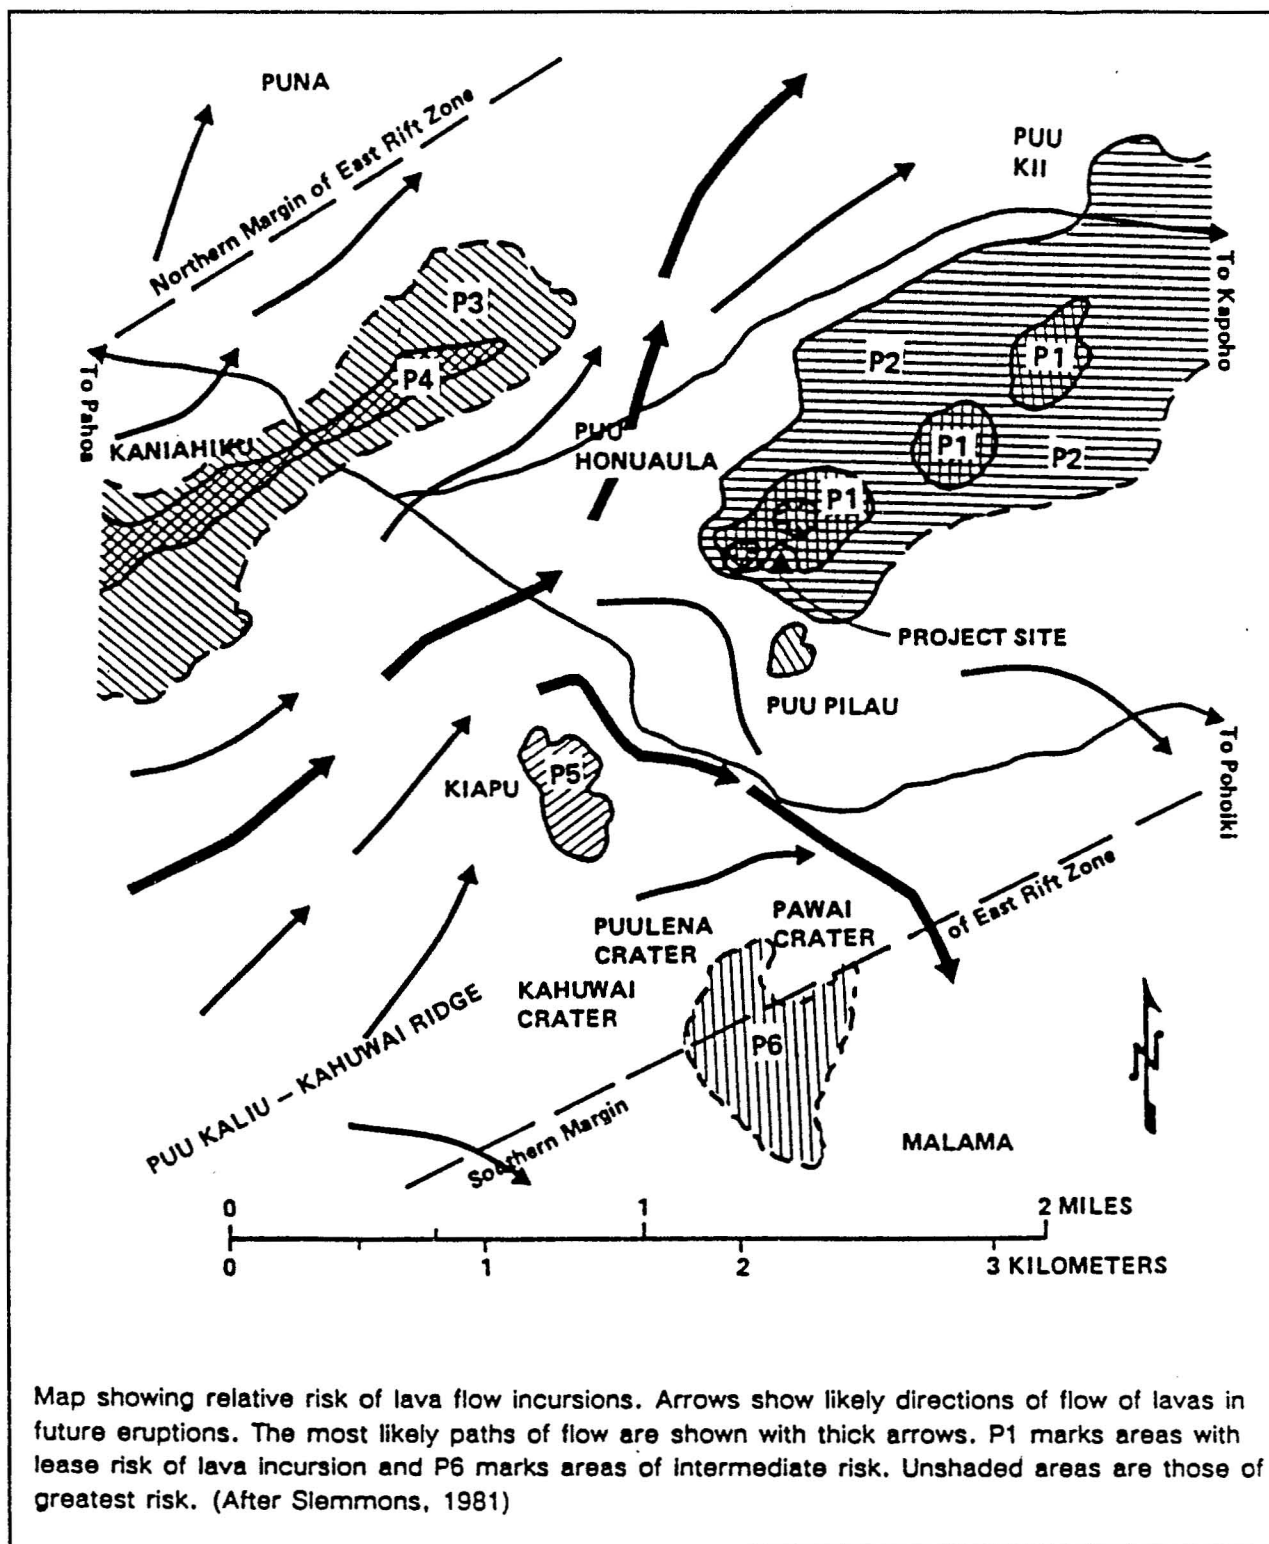 PUNA
Northern Margin of East Rift Zone
PUU
KII
P3
To Kapoho
P4
P2
P1
To Pahoa
KANIAHIKU
PUU
HONUAULA
P1
P2
P1
PROJECT SITE
PUU PILAU
To Pohoiki
P5
KIAPU
PUULENA
CRATER
PAWAI
CRATER
of East Rift Zone
KAHUWAI
CRATER
P6
PUU KALIU – KAHUWAI RIDGE
Southern Margin
MALAMA
N
0 1 2 MILES
0 1 2 3 KILOMETERS
Map showing relative risk of lava flow incursions. Arrows show likely directions of flow of lavas in
future eruptions. The most likely paths of flow are shown with thick arrows. P1 marks areas with
lease risk of lava incursion and P6 marks areas of intermediate risk. Unshaded areas are those of
greatest risk. (After Slemmons, 1981)